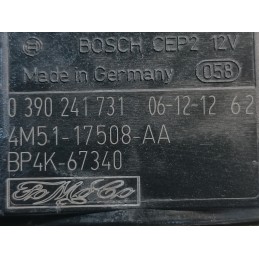 BOSCH CEP2 12V
Made in Germany 058
0 390 241 731 06-12-12 6-2
4M51-17508-AA
BP4K-67340
FoMoCo